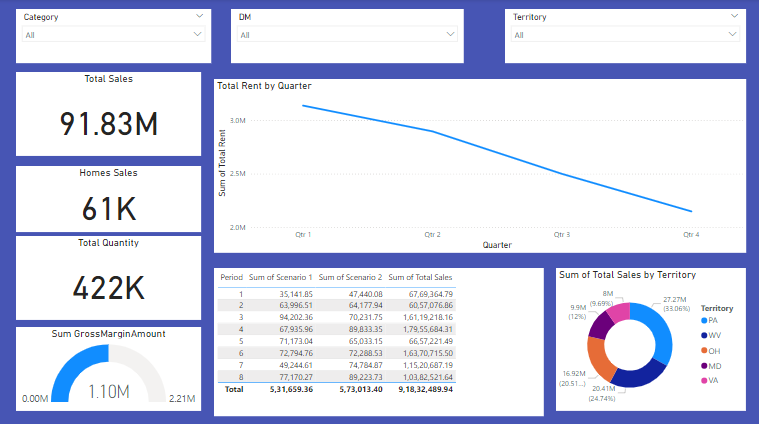 Category
All
DM
All
Territory
All
Total Sales
91.83M
Homes Sales
61K
Total Quantity
422K
Sum GrossMarginAmount
1.10M
0.00M
2.21M
Total Rent by Quarter
Sum of Total Rent
3.0M
2.5M
2.0M
Qtr 1 Qtr 2 Qtr 3 Qtr 4
Quarter
Period Sum of Scenario 1 Sum of Scenario 2 Sum of Total Sales
1 35,141.85 47,440.08 67,69,364.79
2 63,996.51 64,177.94 60,57,076.86
3 94,202.36 70,231.75 1,61,19,218.16
4 67,935.96 89,833.35 1,79,55,684.31
5 71,173.04 65,033.15 66,57,221.49
6 72,794.76 72,288.53 1,63,70,715.50
7 49,244.61 74,784.87 1,15,20,687.19
8 77,170.27 89,223.73 1,03,82,521.64
Total 5,31,659.36 5,73,013.40 9,18,32,489.94
Sum of Total Sales by Territory
27.27M
(33.06%)
20.41M
(24.74%)
16.92M
(20.51...)
9.9M
(12%)
8M
(9.69%)
Territory
PA
WV
OH
MD
VA